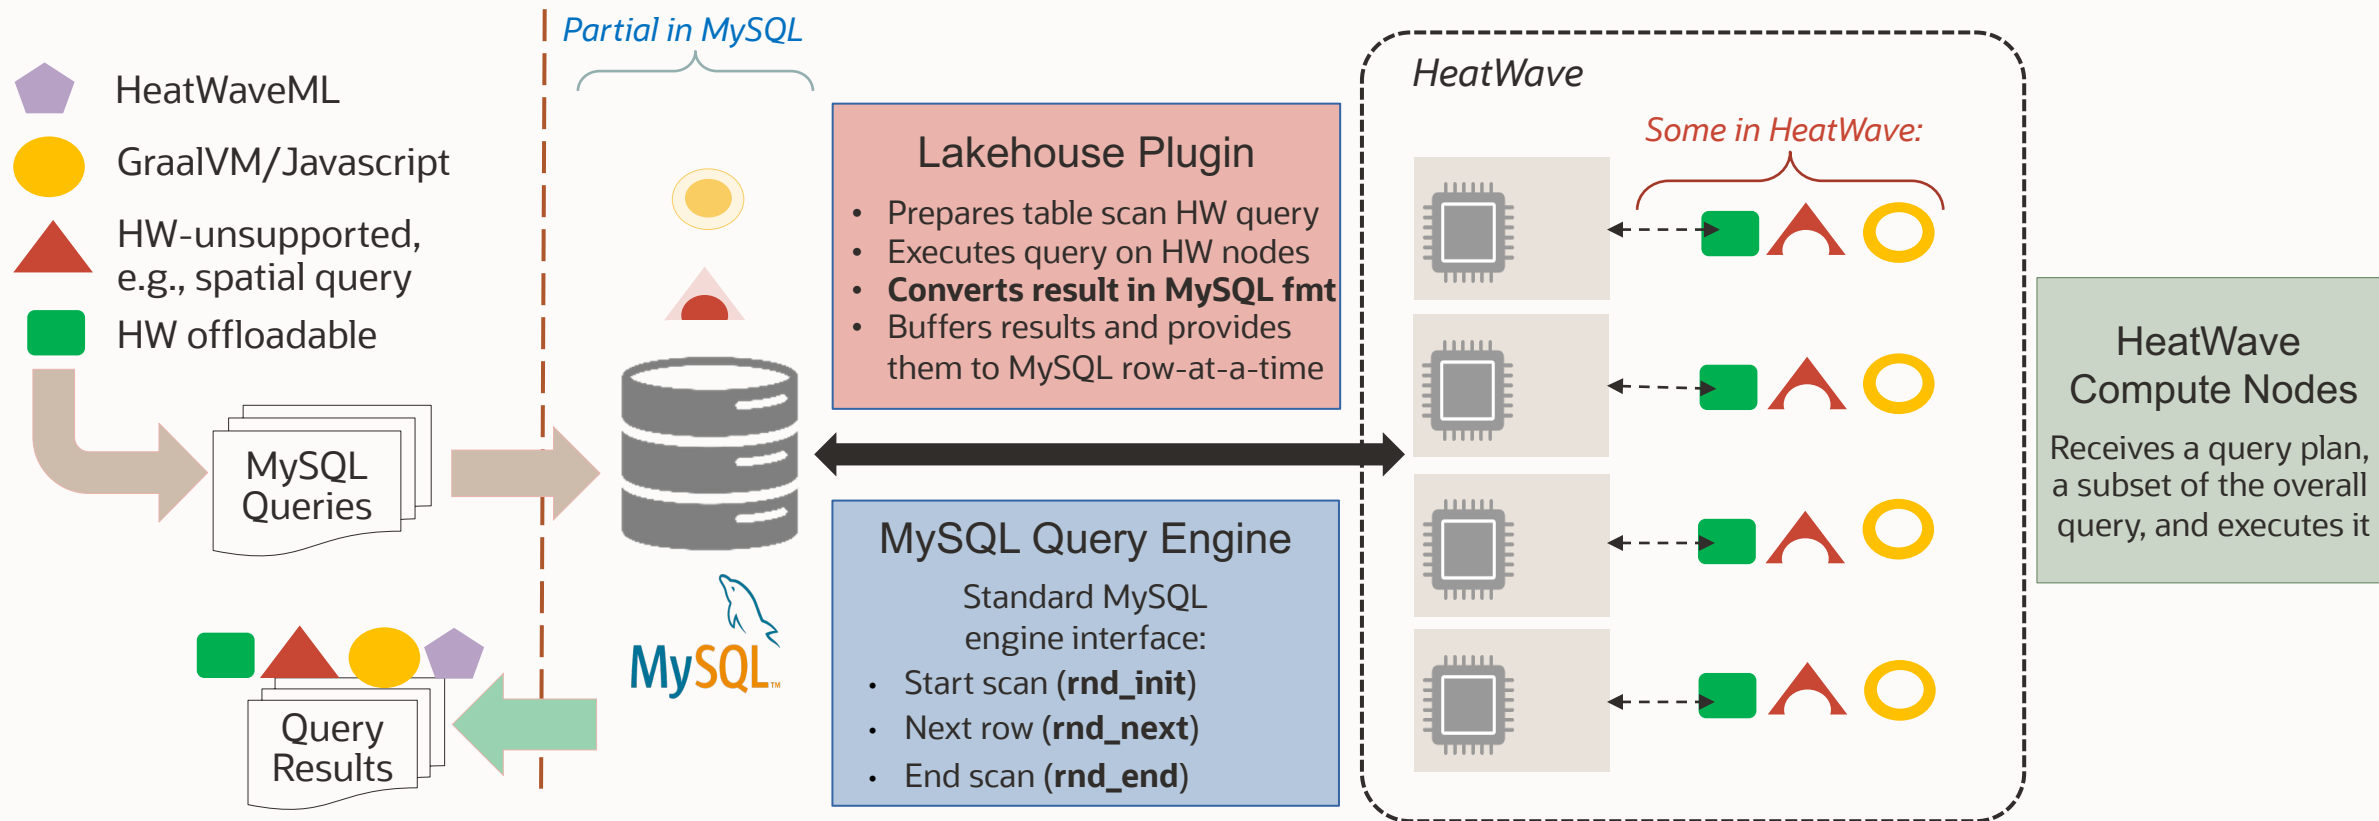 Partial in MySQL
HeatWaveML
GraalVM/Javascript
HW-unsupported,
e.g., spatial query
HW offloadable
MySQL
Queries
Query
Results
MySQL™
Lakehouse Plugin
• Prepares table scan HW query
• Executes query on HW nodes
• Converts result in MySQL fmt
• Buffers results and provides
them to MySQL row-at-a-time
MySQL Query Engine
Standard MySQL
engine interface:
• Start scan (rnd_init)
• Next row (rnd_next)
• End scan (rnd_end)
HeatWave
Some in HeatWave:
HeatWave
Compute Nodes
Receives a query plan,
a subset of the overall
query, and executes it